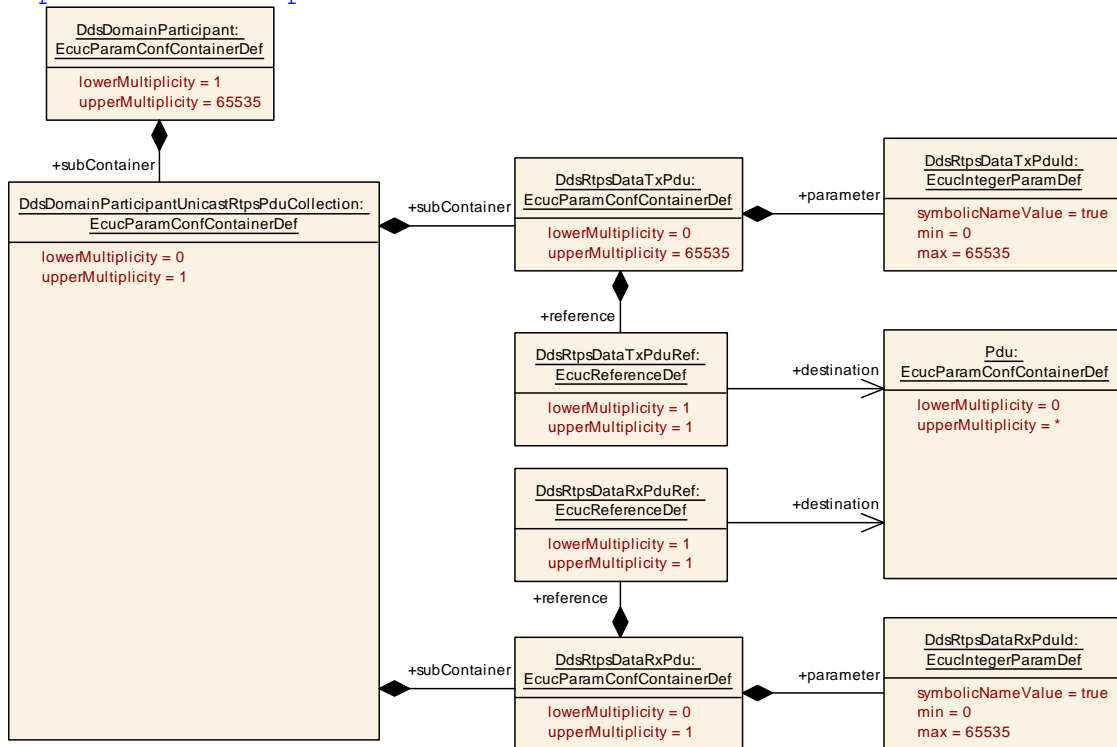 DdsDomainParticipant:
EcucParamConfContainerDef
lowerMultiplicity = 1
upperMultiplicity = 65535
+subContainer
DdsDomainParticipantUnicastRtpsPduCollection:
EcucParamConfContainerDef
lowerMultiplicity = 0
upperMultiplicity = 1
+subContainer
DdsRtpsDataTxPdu:
EcucParamConfContainerDef
lowerMultiplicity = 0
upperMultiplicity = 65535
+parameter
DdsRtpsDataTxPduId:
EcucIntegerParamDef
symbolicNameValue = true
min = 0
max = 65535
+reference
DdsRtpsDataTxPduRef:
EcucReferenceDef
lowerMultiplicity = 1
upperMultiplicity = 1
+destination
Pdu:
EcucParamConfContainerDef
lowerMultiplicity = 0
upperMultiplicity = *
DdsRtpsDataRxPduRef:
EcucReferenceDef
lowerMultiplicity = 1
upperMultiplicity = 1
+destination
+reference
+subContainer
DdsRtpsDataRxPdu:
EcucParamConfContainerDef
lowerMultiplicity = 0
upperMultiplicity = 1
+parameter
DdsRtpsDataRxPduId:
EcucIntegerParamDef
symbolicNameValue = true
min = 0
max = 65535